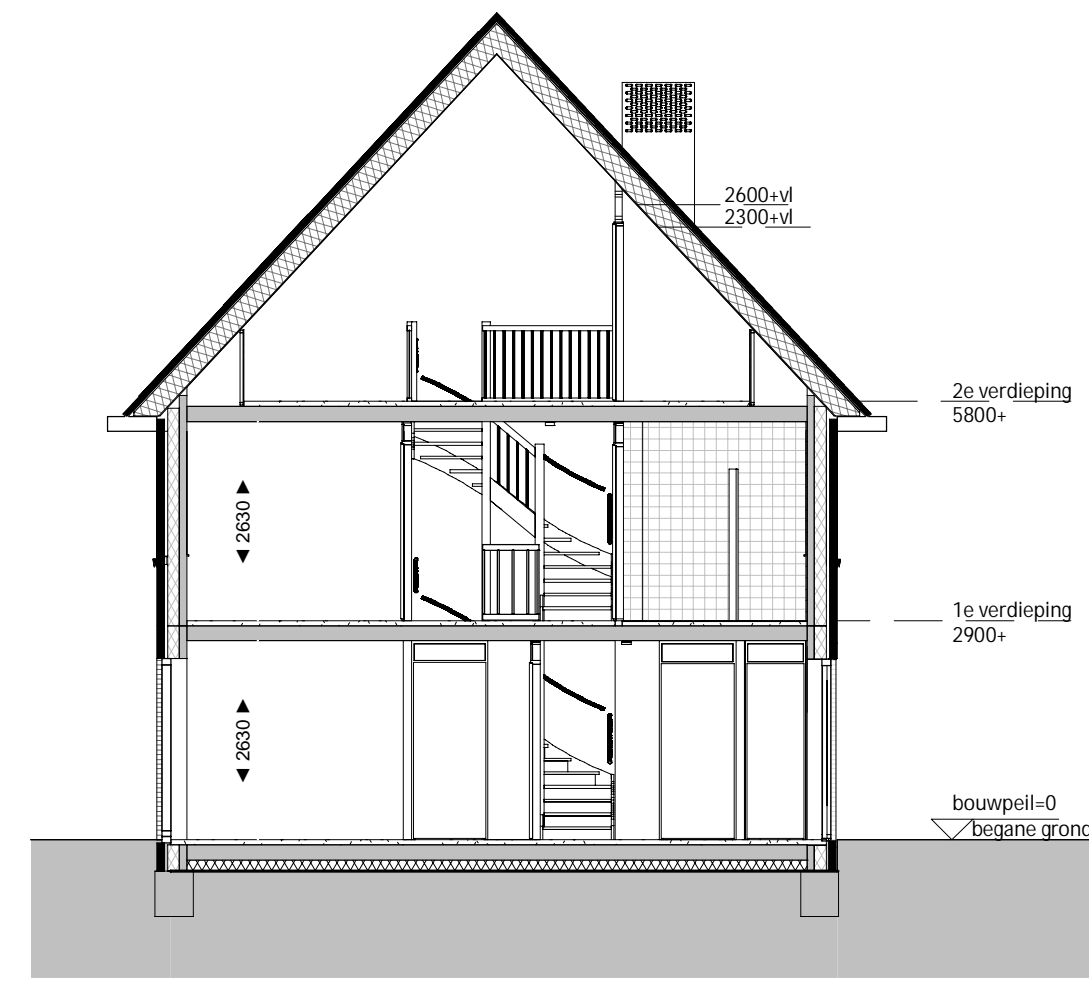 2600+vl
2300+vl
2e verdieping
5800+
◄ 2630 ►
1e verdieping
2900+
◄ 2630 ►
bouwpeil=0
begane grond